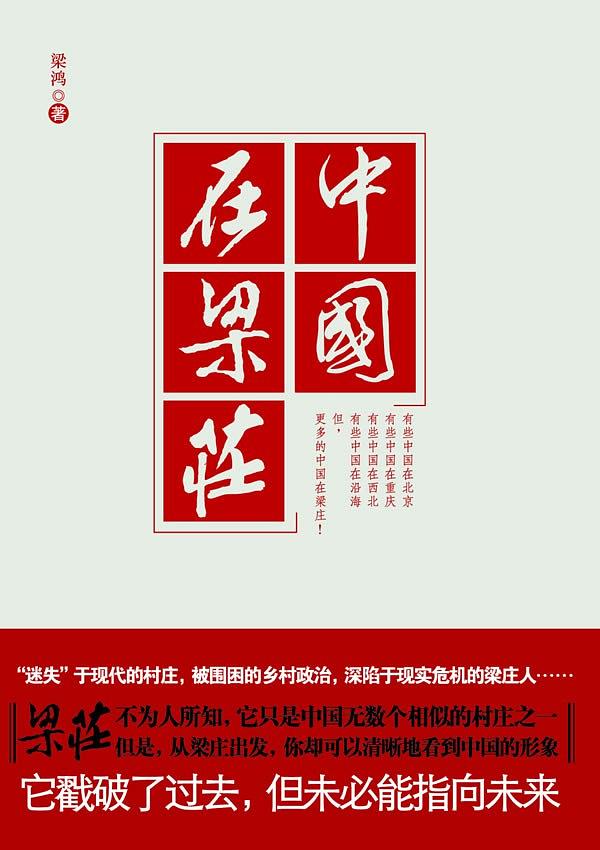 梁鸿◎著
中國
在梁莊
有些中国在北京
有些中国在重庆
有些中国在西北
有些中国在沿海
但，
更多的中国在梁庄！
“迷失”于现代的村庄，被围困的乡村政治，深陷于现实危机的梁庄人……
梁莊
不为人所知，它只是中国无数个相似的村庄之一
但是，从梁庄出发，你却可以清晰地看到中国的形象
它戳破了过去，但未必能指向未来